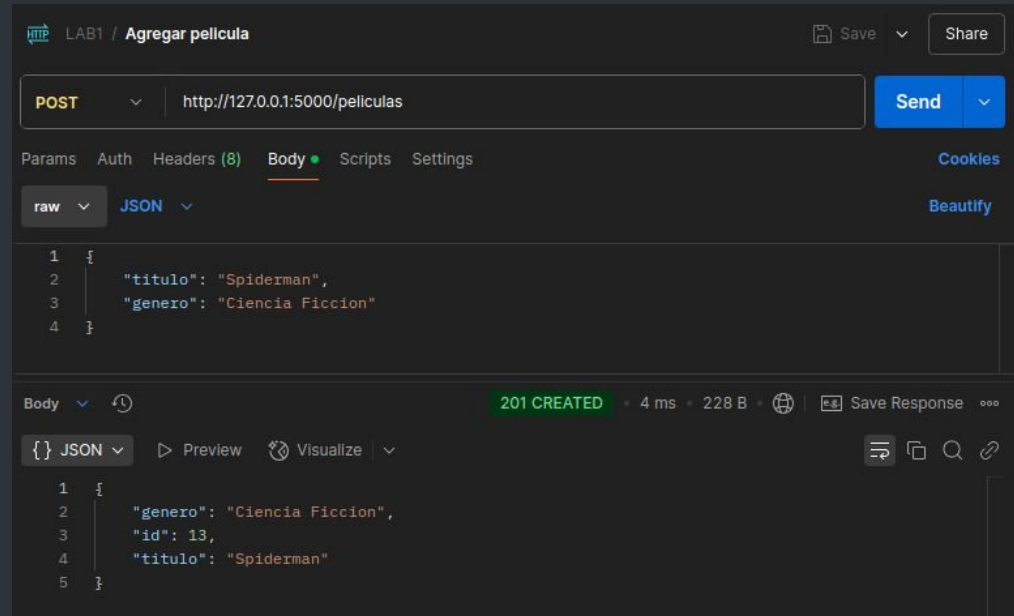 HTTP LAB1 / Agregar pelicula Save Share
POST http://127.0.0.1:5000/peliculas Send
Params Auth Headers (8) Body Scripts Settings Cookies
raw JSON Beautify
1 {
2 "titulo": "Spiderman",
3 "genero": "Ciencia Ficcion"
4 }
Body 201 CREATED 4 ms 228 B e.g. Save Response
{} JSON Preview Visualize
1 {
2 "genero": "Ciencia Ficcion",
3 "id": 13,
4 "titulo": "Spiderman"
5 }